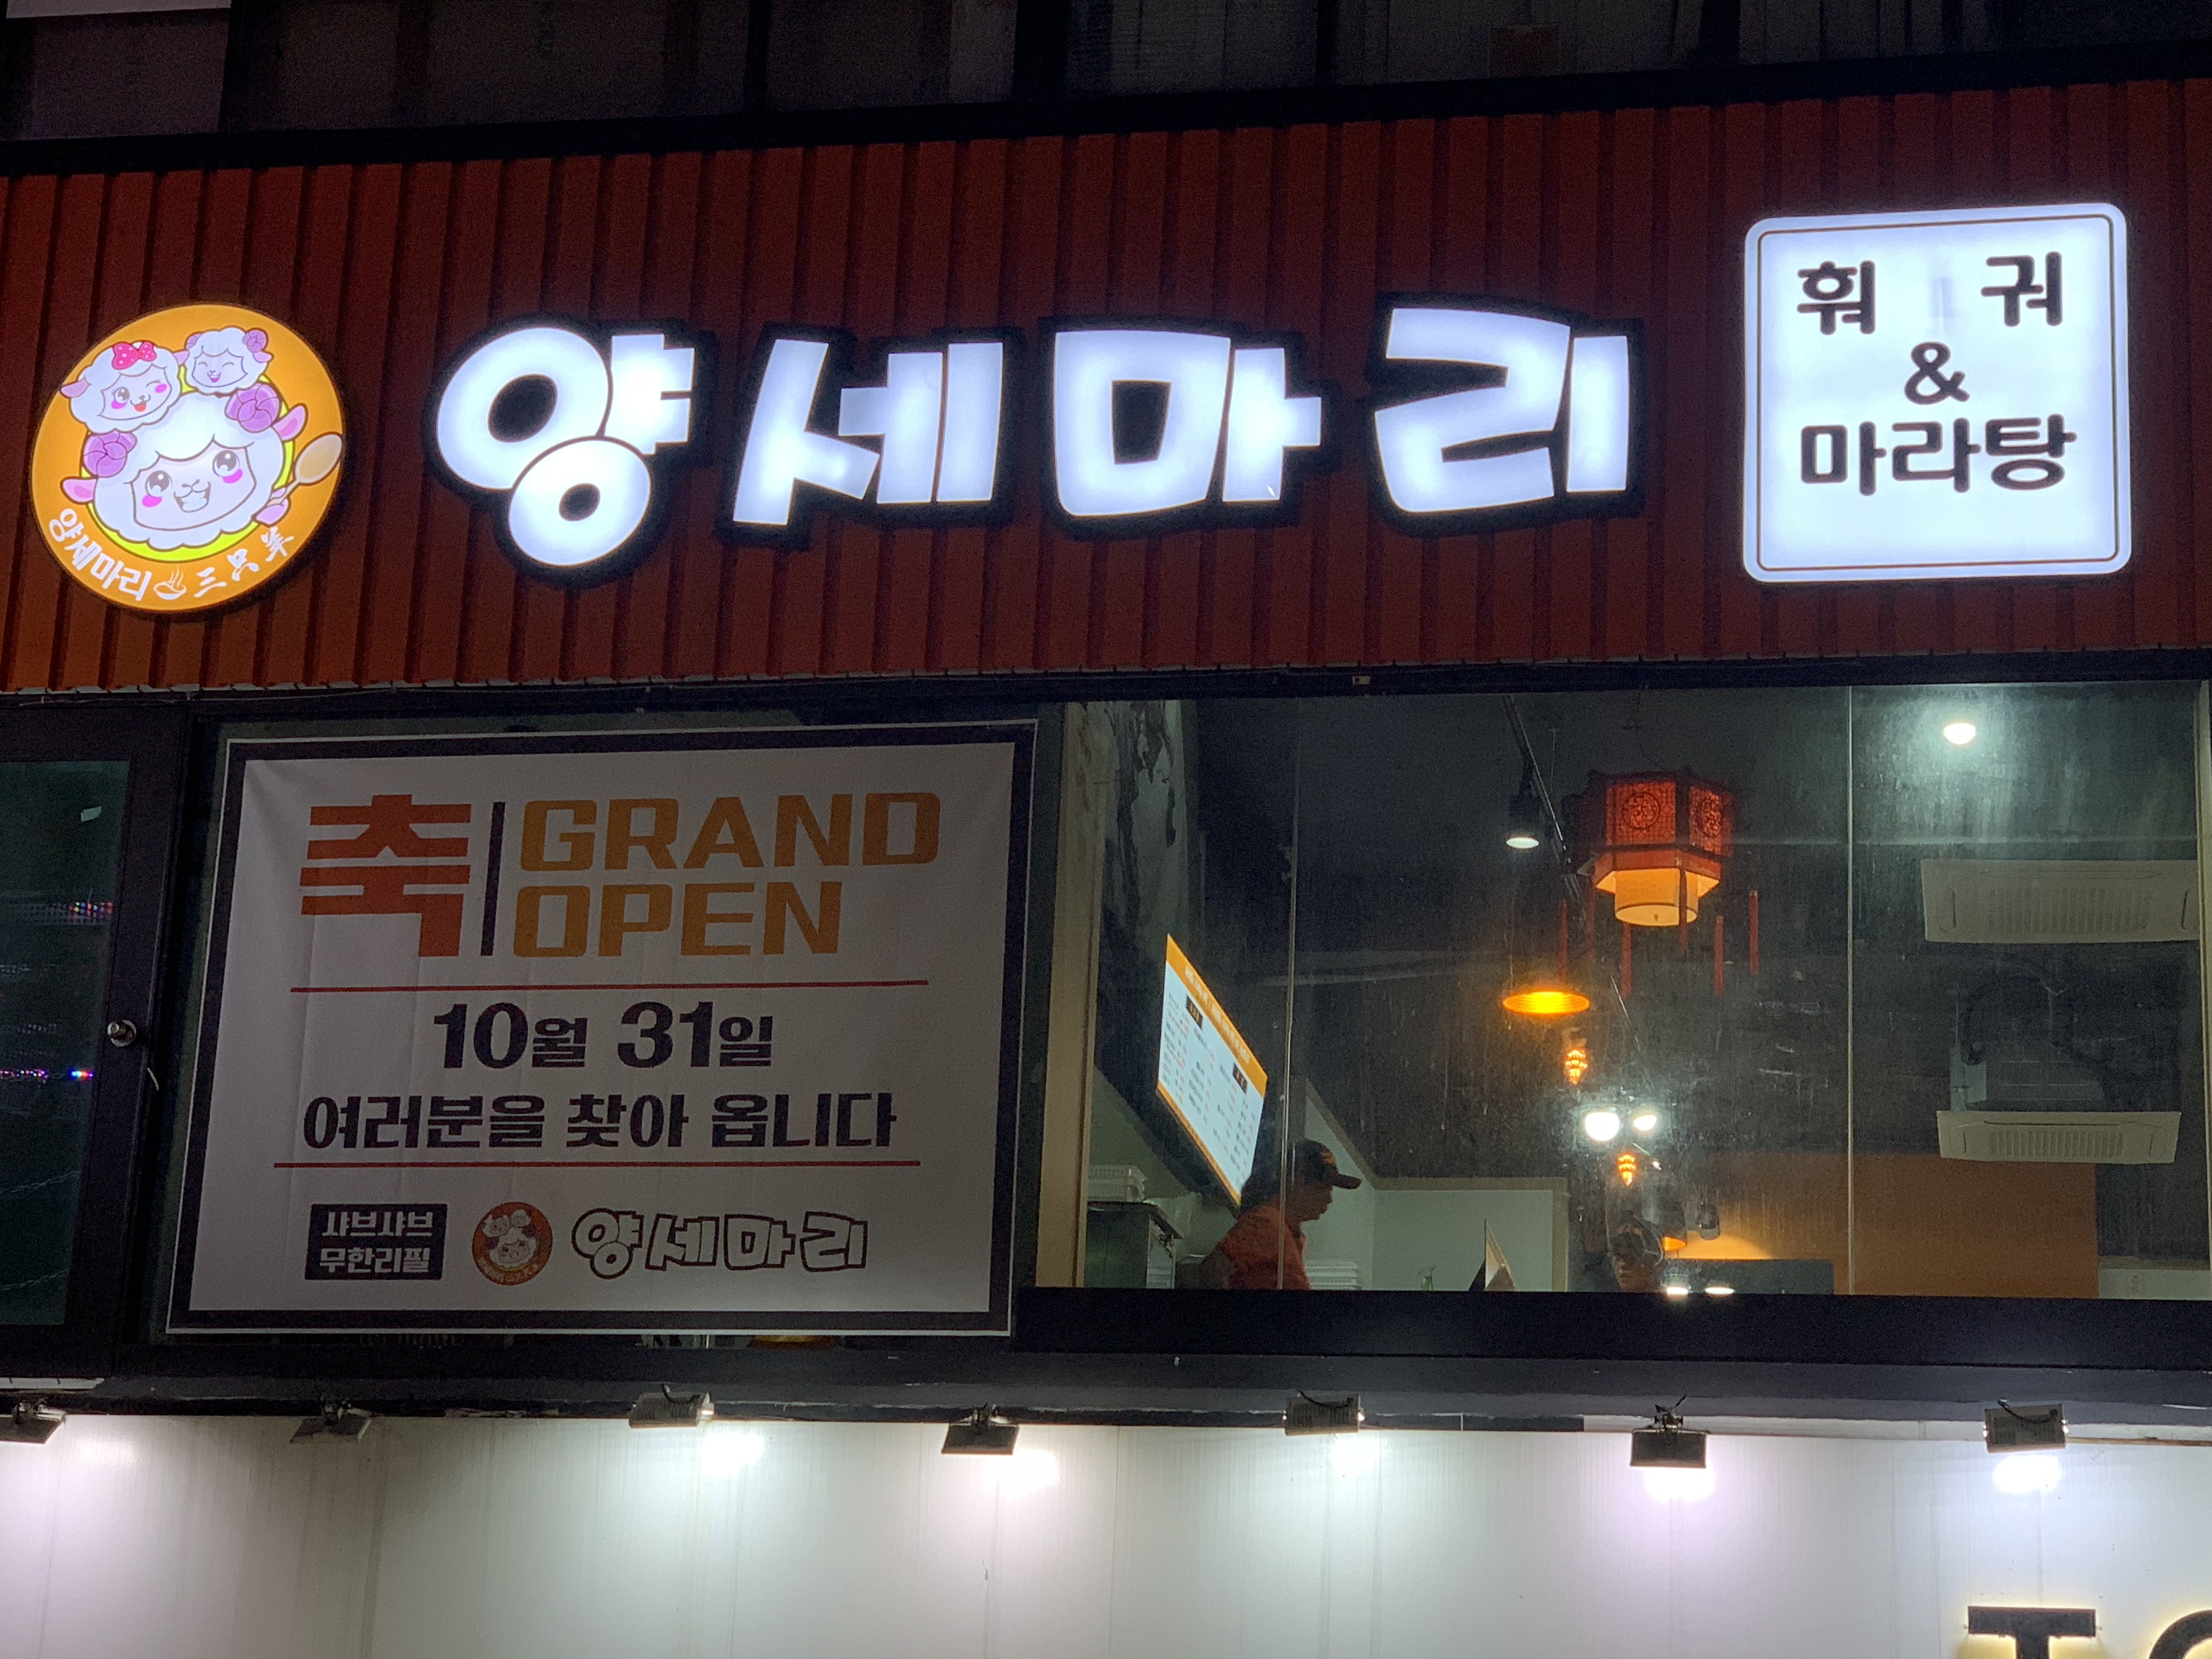 양세마리
훠 궈
&
마라탕
양세마리 三只羊
축 GRAND
OPEN
10월 31일
여러분을 찾아 옵니다
샤브샤브
무한리필
양세마리